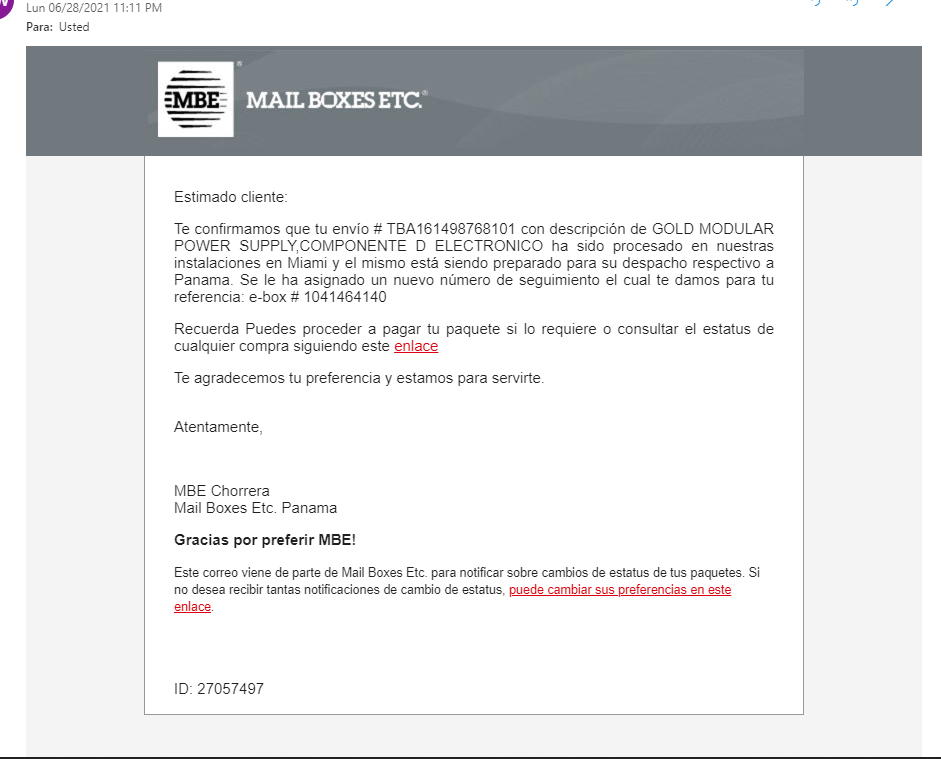 Lun 06/28/2021 11:11 PM
Para: Usted
MBE
MAIL BOXES ETC.®
Estimado cliente:
Te confirmamos que tu envío # TBA161498768101 con descripción de GOLD MODULAR
POWER SUPPLY,COMPONENTE D ELECTRONICO ha sido procesado en nuestras
instalaciones en Miami y el mismo está siendo preparado para su despacho respectivo a
Panama. Se le ha asignado un nuevo número de seguimiento el cual te damos para tu
referencia: e-box # 1041464140
Recuerda Puedes proceder a pagar tu paquete si lo requiere o consultar el estatus de
cualquier compra siguiendo este enlace
Te agradecemos tu preferencia y estamos para servirte.
Atentamente,
MBE Chorrera
Mail Boxes Etc. Panama
Gracias por preferir MBE!
Este correo viene de parte de Mail Boxes Etc. para notificar sobre cambios de estatus de tus paquetes. Si
no desea recibir tantas notificaciones de cambio de estatus, puede cambiar sus preferencias en este
enlace.
ID: 27057497